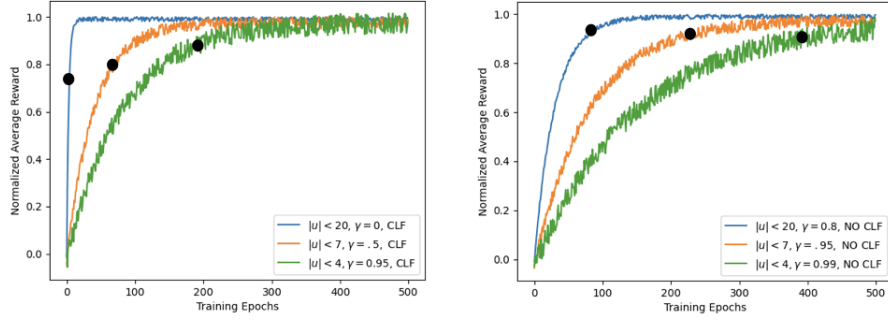 1.0
0.8
0.6
0.4
0.2
0.0
Normalized Average Reward
0 100 200 300 400 500
Training Epochs
|u| < 20, γ = 0, CLF
|u| < 7, γ = .5, CLF
|u| < 4, γ = 0.95, CLF
1.0
0.8
0.6
0.4
0.2
0.0
Normalized Average Reward
0 100 200 300 400 500
Training Epochs
|u| < 20, γ = 0.8, NO CLF
|u| < 7, γ = .95, NO CLF
|u| < 4, γ = 0.99, NO CLF